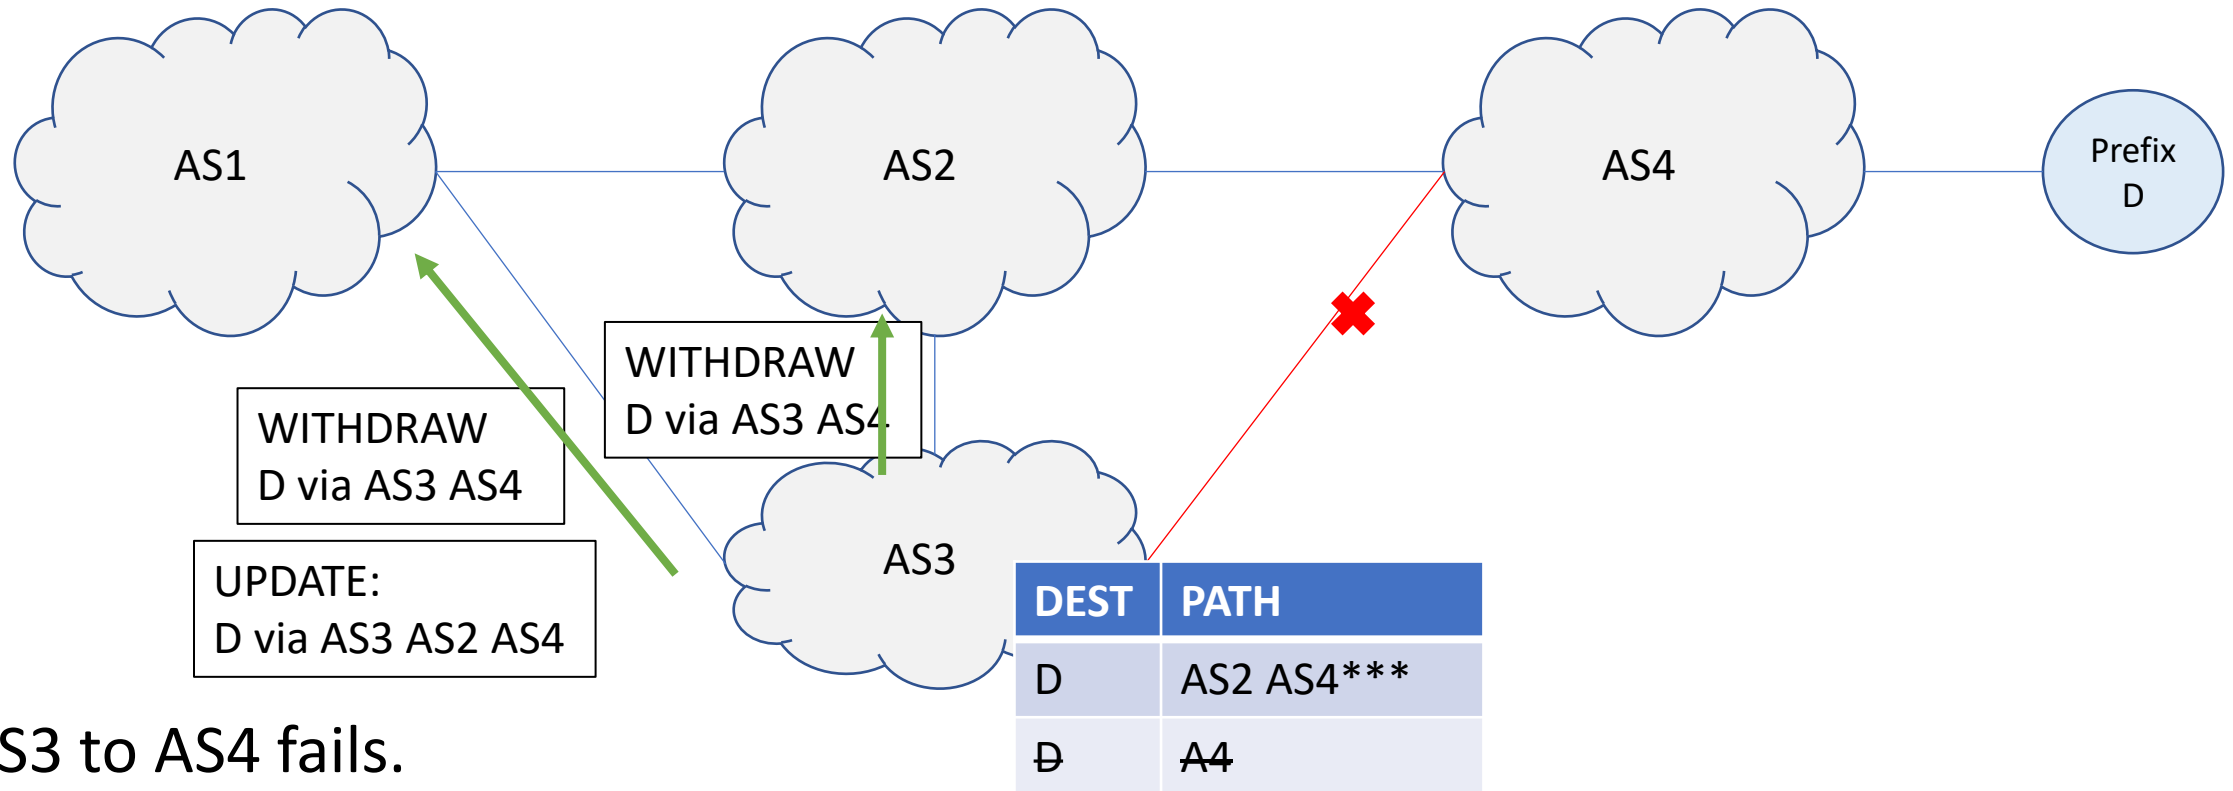 AS1
AS2
AS4
Prefix
D
WITHDRAW
D via AS3 AS4
WITHDRAW
D via AS3 AS4
UPDATE:
D via AS3 AS2 AS4
AS3
DEST PATH
D AS2 AS4***
D A4
S3 to AS4 fails.